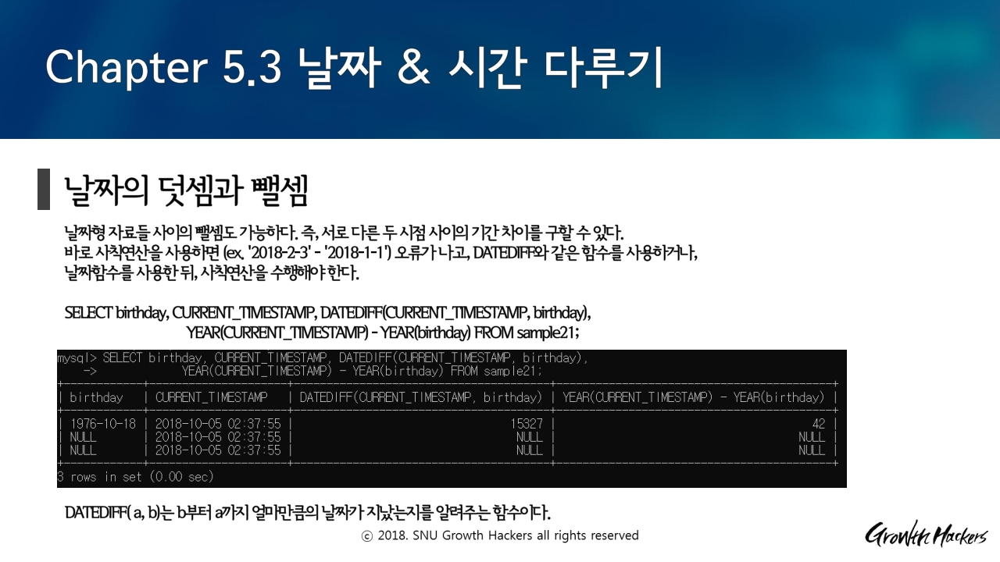 Chapter 5.3 날짜 & 시간 다루기
날짜의 덧셈과 뺄셈
날짜형 자료들 사이의 뺄셈도 가능하다. 즉, 서로 다른 두 시점 사이의 기간 차이를 구할 수 있다.
바로 사칙연산을 사용하면 (ex. '2018-2-3' - '2018-1-1') 오류가 나고, DATEDIFF와 같은 함수를 사용하거나,
날짜함수를 사용한 뒤, 사칙연산을 수행해야 한다.
SELECT birthday, CURRENT_TIMESTAMP, DATEDIFF(CURRENT_TIMESTAMP, birthday),
YEAR(CURRENT_TIMESTAMP) - YEAR(birthday) FROM sample21;
mysql> SELECT birthday, CURRENT_TIMESTAMP, DATEDIFF(CURRENT_TIMESTAMP, birthday),
-> YEAR(CURRENT_TIMESTAMP) - YEAR(birthday) FROM sample21;
+------------+---------------------+----------------------------------------+------------------------------------------+
| birthday | CURRENT_TIMESTAMP | DATEDIFF(CURRENT_TIMESTAMP, birthday) | YEAR(CURRENT_TIMESTAMP) - YEAR(birthday) |
+------------+---------------------+----------------------------------------+------------------------------------------+
| 1976-10-18 | 2018-10-05 02:37:55 | 15327 | 42 |
| NULL | 2018-10-05 02:37:55 | NULL | NULL |
| NULL | 2018-10-05 02:37:55 | NULL | NULL |
+------------+---------------------+----------------------------------------+------------------------------------------+
3 rows in set (0.00 sec)
DATEDIFF( a, b)는 b부터 a까지 얼마만큼의 날짜가 지났는지를 알려주는 함수이다.
ⓒ 2018. SNU Growth Hackers all rights reserved
Growth Hackers